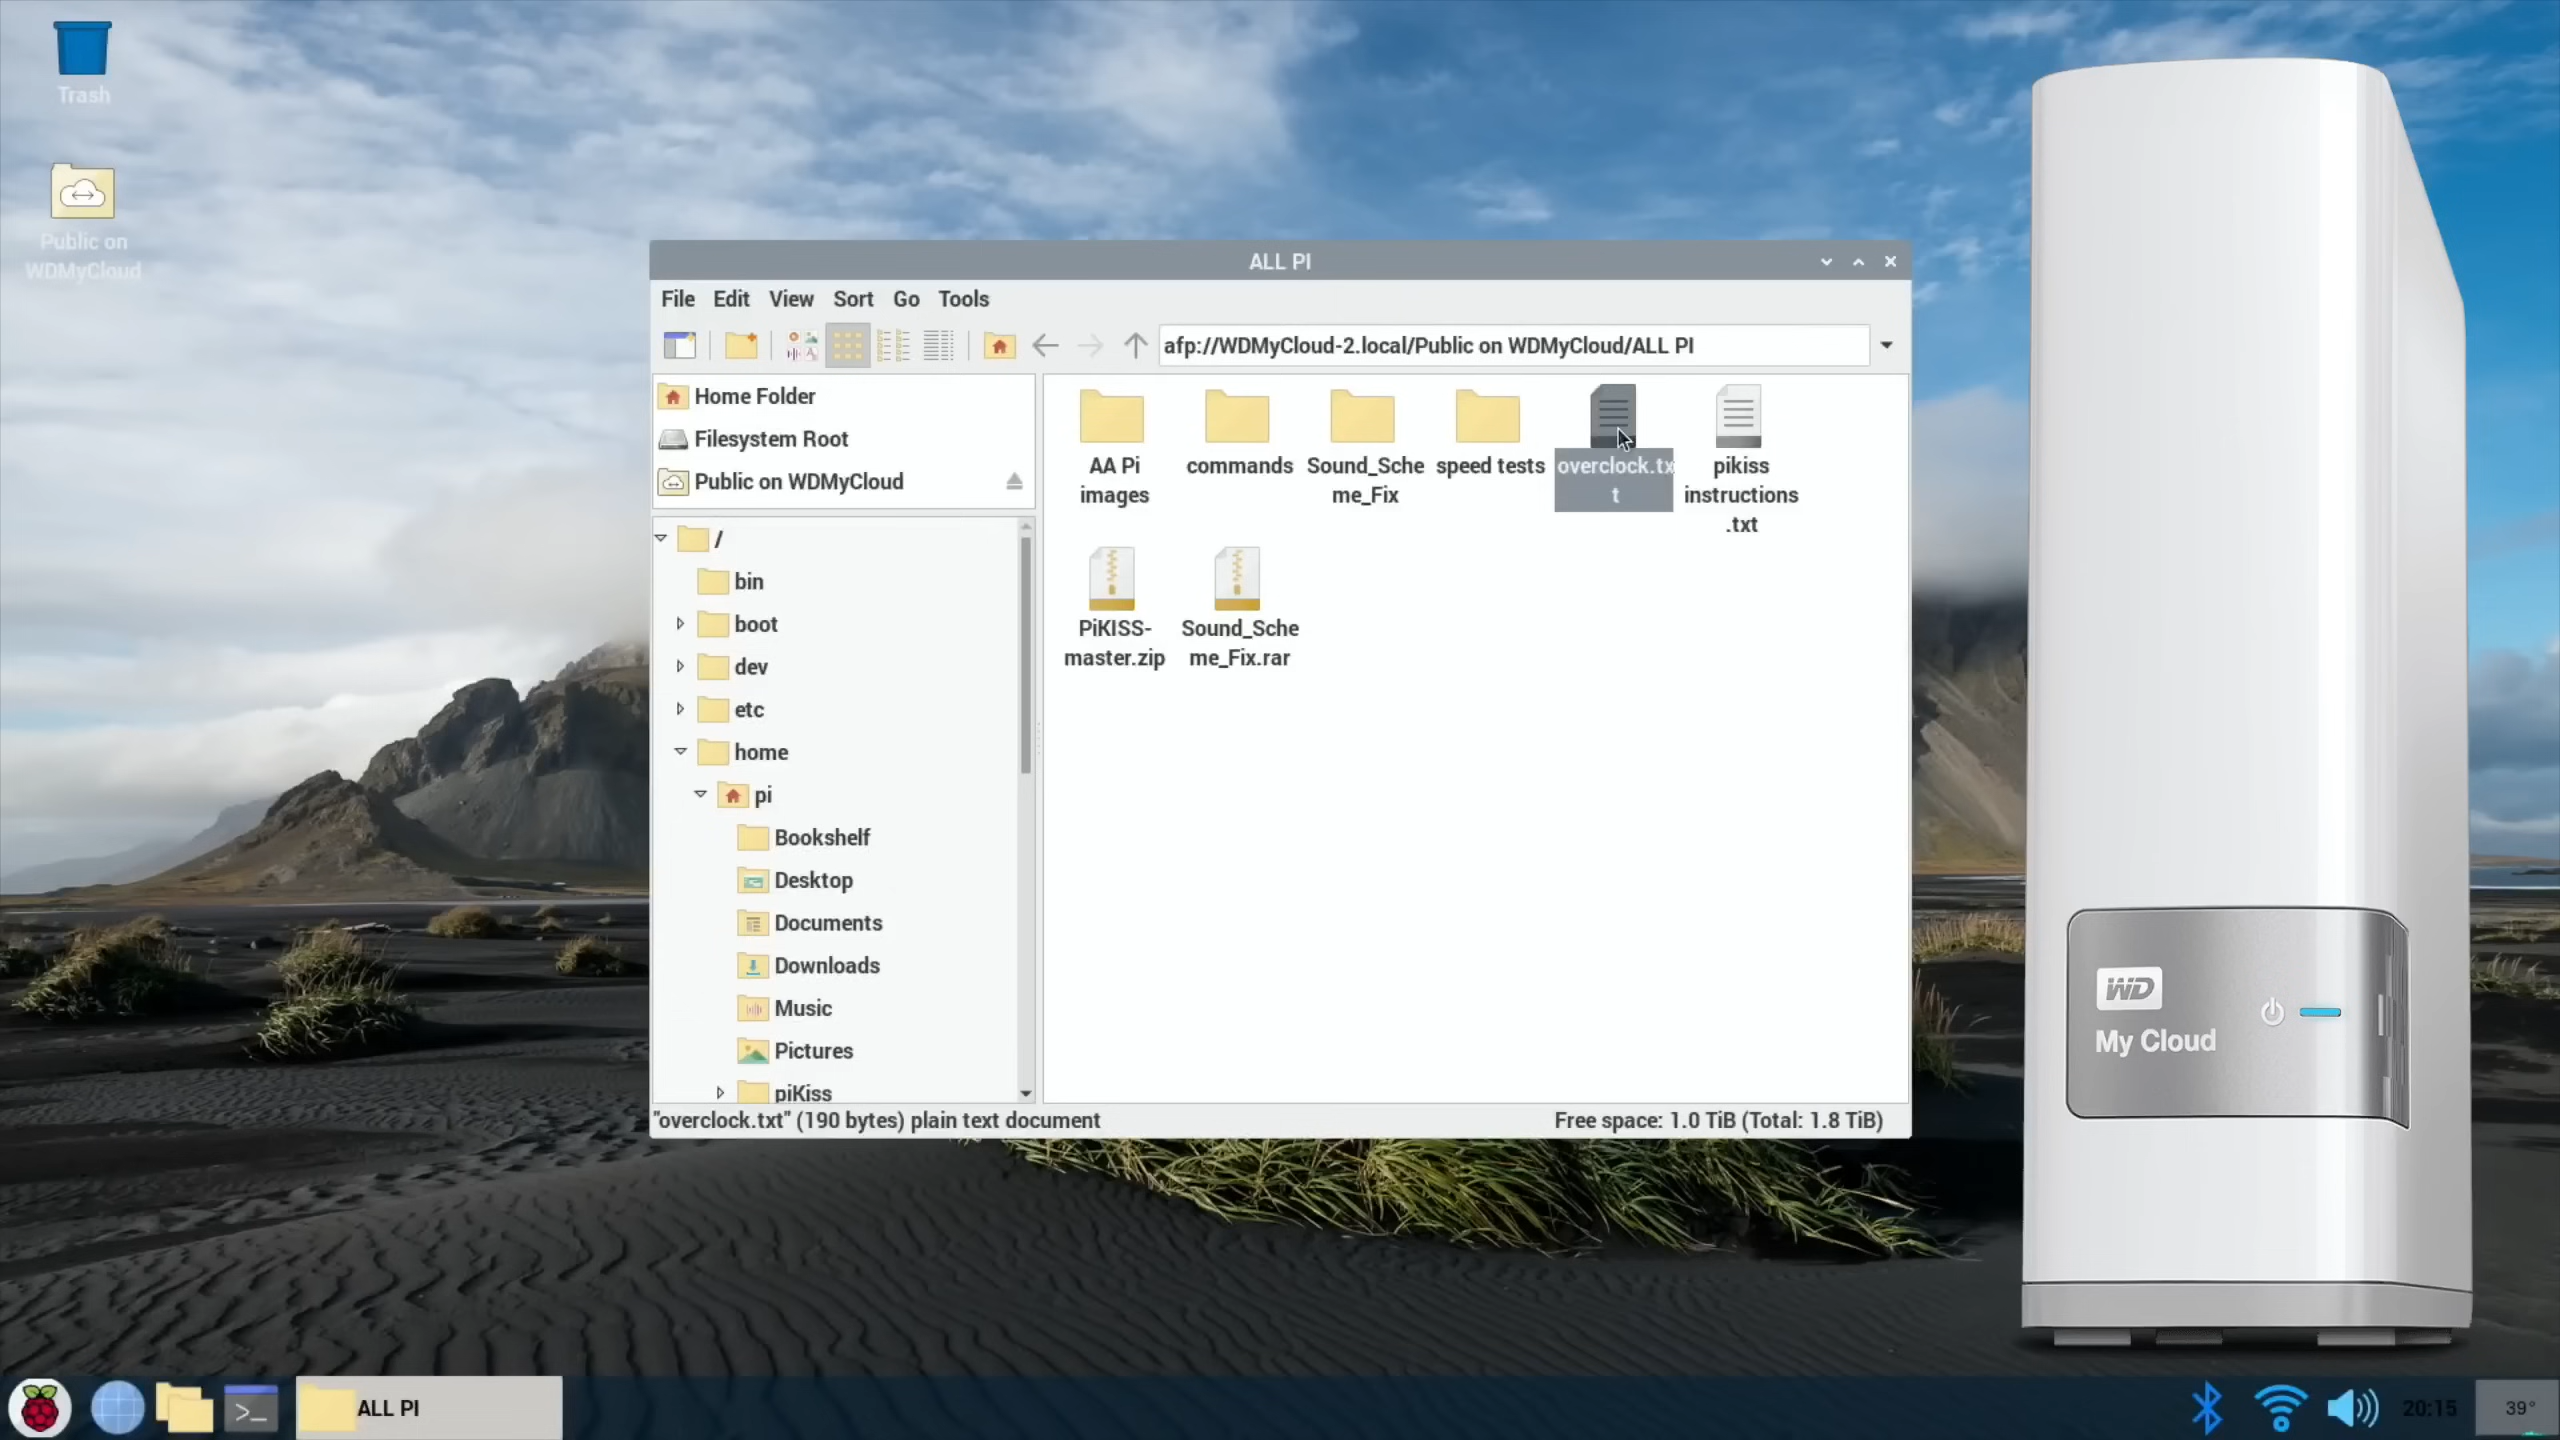 Trash
Public on
WDMyCloud
ALL PI
File Edit View Sort Go Tools
afp://WDMyCloud-2.local/Public on WDMyCloud/ALL PI
Home Folder
Filesystem Root
Public on WDMyCloud
/
bin
boot
dev
etc
home
pi
Bookshelf
Desktop
Documents
Downloads
Music
Pictures
piKiss
AA Pi
images
commands
Sound_Sche
me_Fix
speed tests
overclock.tx
t
pikiss
instructions
.txt
PiKISS-
master.zip
Sound_Sche
me_Fix.rar
"overclock.txt" (190 bytes) plain text document
Free space: 1.0 TiB (Total: 1.8 TiB)
WD
My Cloud
ALL PI
20:15
39°